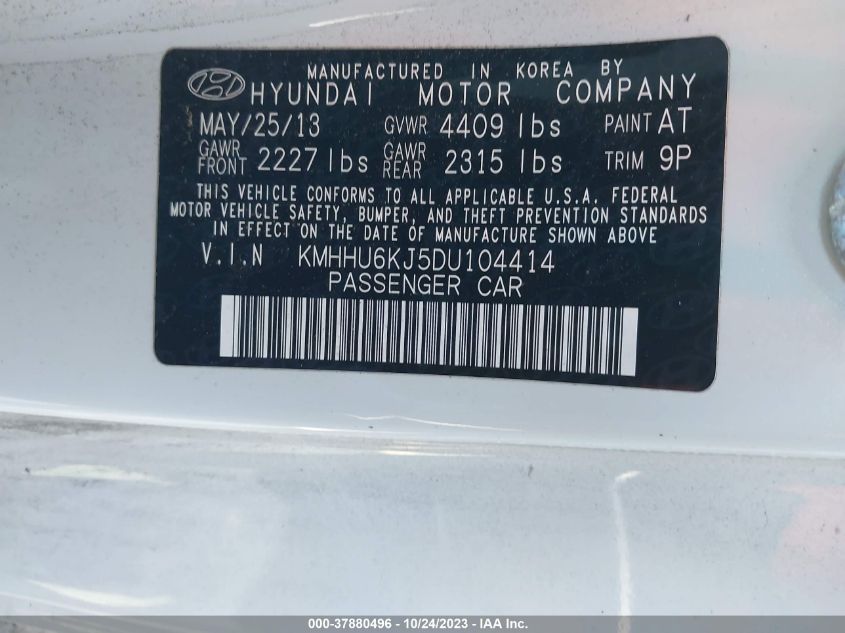 MANUFACTURED IN KOREA BY
HYUNDAI MOTOR COMPANY
MAY/25/13 GVWR 4409 lbs PAINT AT
GAWR FRONT 2227 lbs GAWR REAR 2315 lbs TRIM 9P
THIS VEHICLE CONFORMS TO ALL APPLICABLE U.S.A. FEDERAL
MOTOR VEHICLE SAFETY, BUMPER, AND THEFT PREVENTION STANDARDS
IN EFFECT ON THE DATE OF MANUFACTURE SHOWN ABOVE
V.I.N KMHHU6KJ5DU104414
PASSENGER CAR
000-37880496 - 10/24/2023 - IAA Inc.